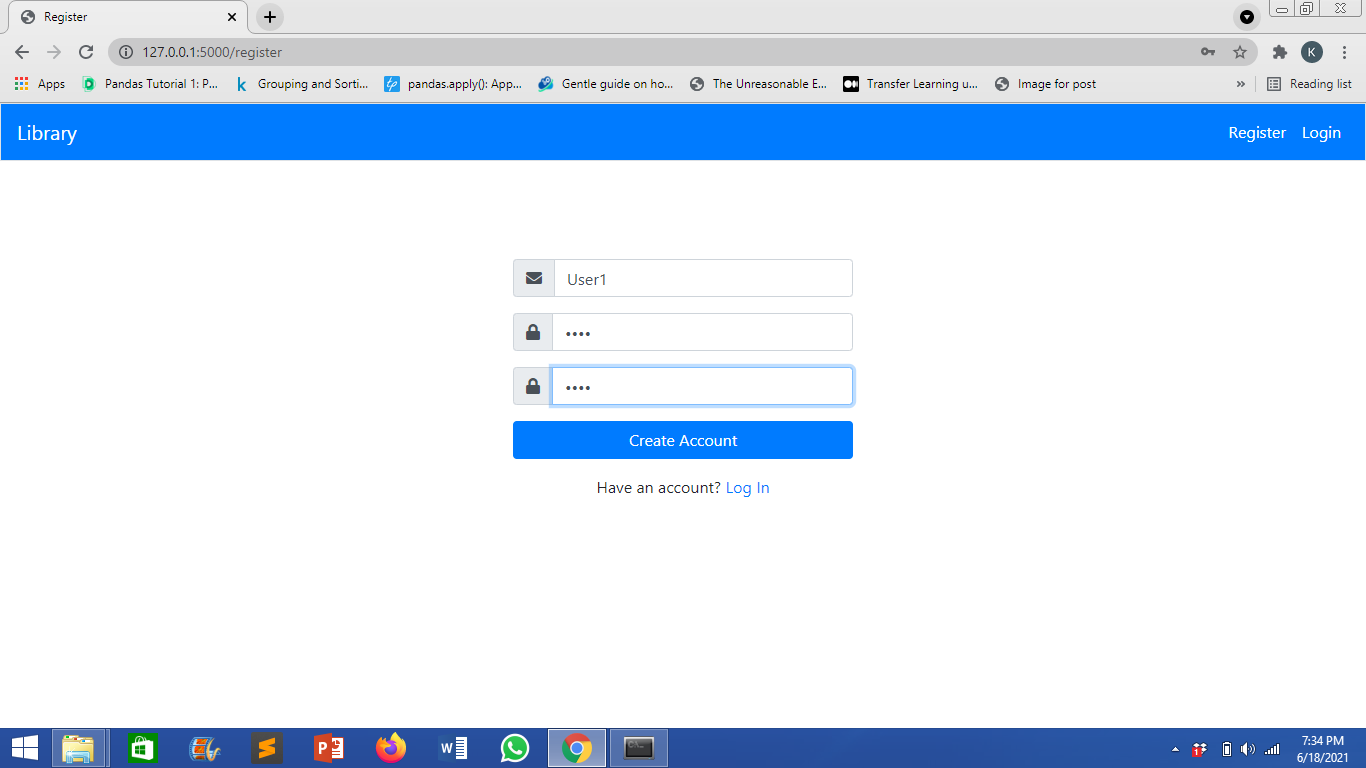 Register
127.0.0.1:5000/register
K
Apps Pandas Tutorial 1: P... Grouping and Sorti... pandas.apply(): App... Gentle guide on ho... The Unreasonable E... Transfer Learning u... Image for post » Reading list
Library Register Login
User1
••••
••••
Create Account
Have an account? Log In
7:34 PM
6/18/2021